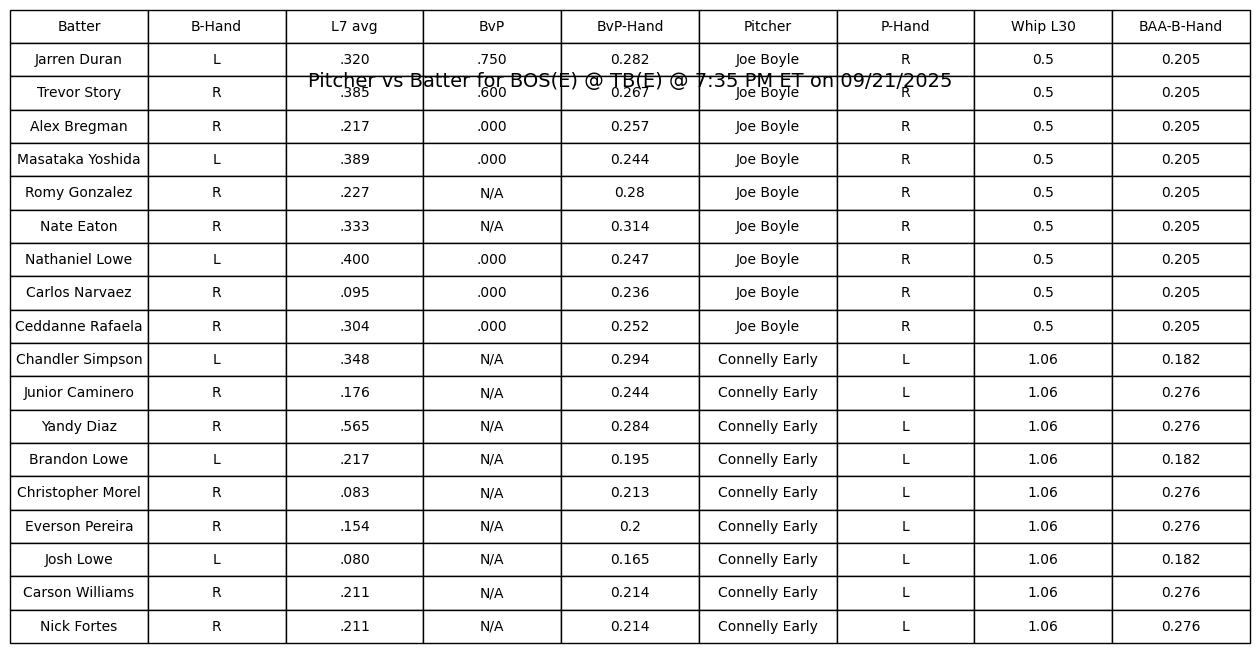 Batter B-Hand L7 avg BvP BvP-Hand Pitcher P-Hand Whip L30 BAA-B-Hand
Jarren Duran L .320 .750 0.282 Joe Boyle R 0.5 0.205
Pitcher vs Batter for BOS(E) @ TB(E) @ 7:35 PM ET on 09/21/2025
Trevor Story R .385 .600 0.267 Joe Boyle R 0.5 0.205
Alex Bregman R .217 .000 0.257 Joe Boyle R 0.5 0.205
Masataka Yoshida L .389 .000 0.244 Joe Boyle R 0.5 0.205
Romy Gonzalez R .227 N/A 0.28 Joe Boyle R 0.5 0.205
Nate Eaton R .333 N/A 0.314 Joe Boyle R 0.5 0.205
Nathaniel Lowe L .400 .000 0.247 Joe Boyle R 0.5 0.205
Carlos Narvaez R .095 .000 0.236 Joe Boyle R 0.5 0.205
Ceddanne Rafaela R .304 .000 0.252 Joe Boyle R 0.5 0.205
Chandler Simpson L .348 N/A 0.294 Connelly Early L 1.06 0.182
Junior Caminero R .176 N/A 0.244 Connelly Early L 1.06 0.276
Yandy Diaz R .565 N/A 0.284 Connelly Early L 1.06 0.276
Brandon Lowe L .217 N/A 0.195 Connelly Early L 1.06 0.182
Christopher Morel R .083 N/A 0.213 Connelly Early L 1.06 0.276
Everson Pereira R .154 N/A 0.2 Connelly Early L 1.06 0.276
Josh Lowe L .080 N/A 0.165 Connelly Early L 1.06 0.182
Carson Williams R .211 N/A 0.214 Connelly Early L 1.06 0.276
Nick Fortes R .211 N/A 0.214 Connelly Early L 1.06 0.276